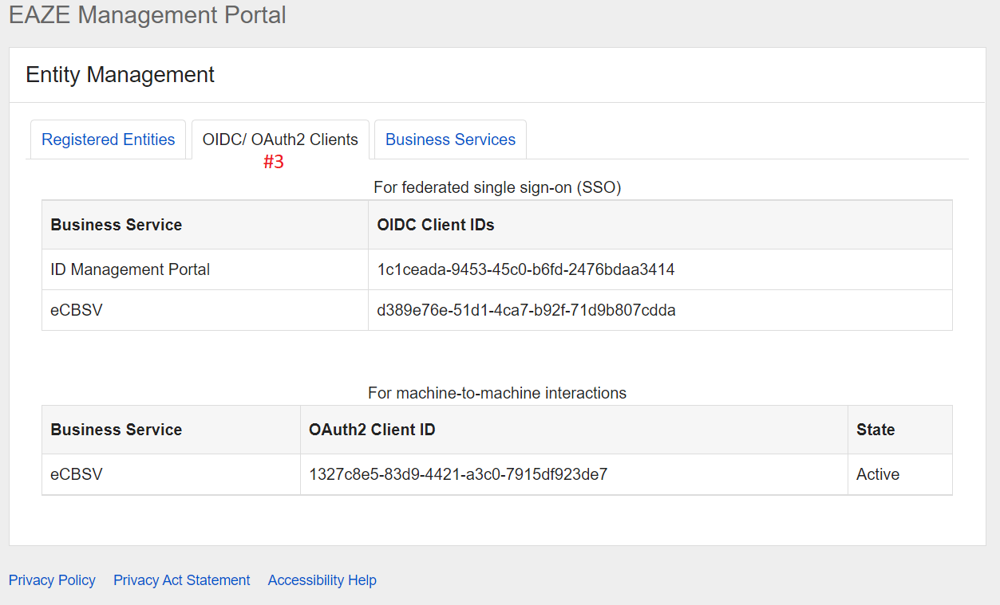 EAZE Management Portal
Entity Management
Registered Entities
OIDC/ OAuth2 Clients
Business Services
#3
For federated single sign-on (SSO)
Business Service
OIDC Client IDs
ID Management Portal
1c1ceada-9453-45c0-b6fd-2476bdaa3414
eCBSV
d389e76e-51d1-4ca7-b92f-71d9b807cdda
For machine-to-machine interactions
Business Service
OAuth2 Client ID
State
eCBSV
1327c8e5-83d9-4421-a3c0-7915df923de7
Active
Privacy Policy
Privacy Act Statement
Accessibility Help